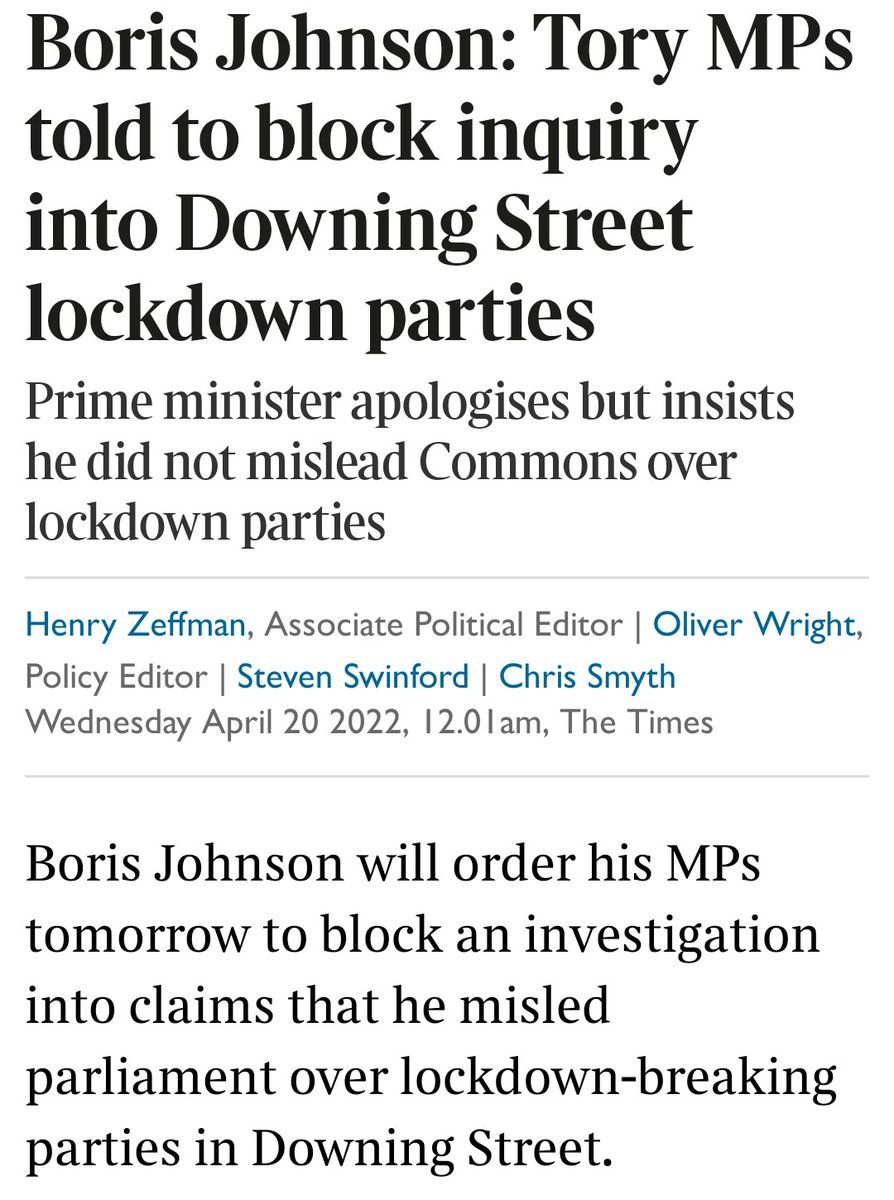 Boris Johnson: Tory MPs
told to block inquiry
into Downing Street
lockdown parties
Prime minister apologises but insists
he did not mislead Commons over
lockdown parties
Henry Zeffman, Associate Political Editor | Oliver Wright,
Policy Editor | Steven Swinford | Chris Smyth
Wednesday April 20 2022, 12.01am, The Times
Boris Johnson will order his MPs
tomorrow to block an investigation
into claims that he misled
parliament over lockdown-breaking
parties in Downing Street.